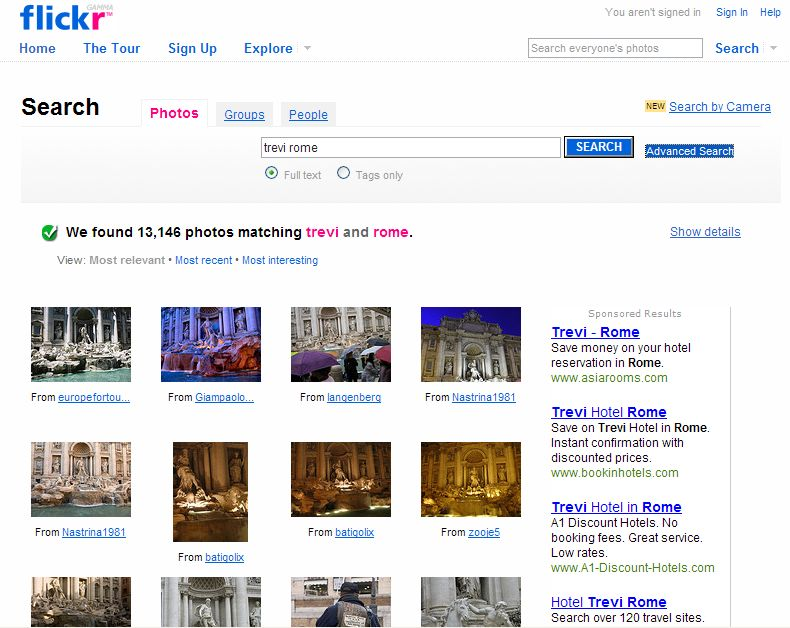 flickr GAMMA
You aren't signed in Sign In Help
Home The Tour Sign Up Explore Search everyone's photos Search
Search Photos Groups People NEW Search by Camera
trevi rome SEARCH Advanced Search
Full text Tags only
We found 13,146 photos matching trevi and rome. Show details
View: Most relevant • Most recent • Most interesting
From europefortou...
From Giampaolo...
From langenberg
From Nastrina1981
From Nastrina1981
From batigolix
From batigolix
From zooje5
Sponsored Results
Trevi - Rome
Save money on your hotel
reservation in Rome.
www.asiarooms.com
Trevi Hotel Rome
Save on Trevi Hotel in Rome.
Instant confirmation with
discounted prices.
www.bookinhotels.com
Trevi Hotel in Rome
A1 Discount Hotels. No
booking fees. Great service.
Low rates.
www.A1-Discount-Hotels.com
Hotel Trevi Rome
Search over 120 travel sites.